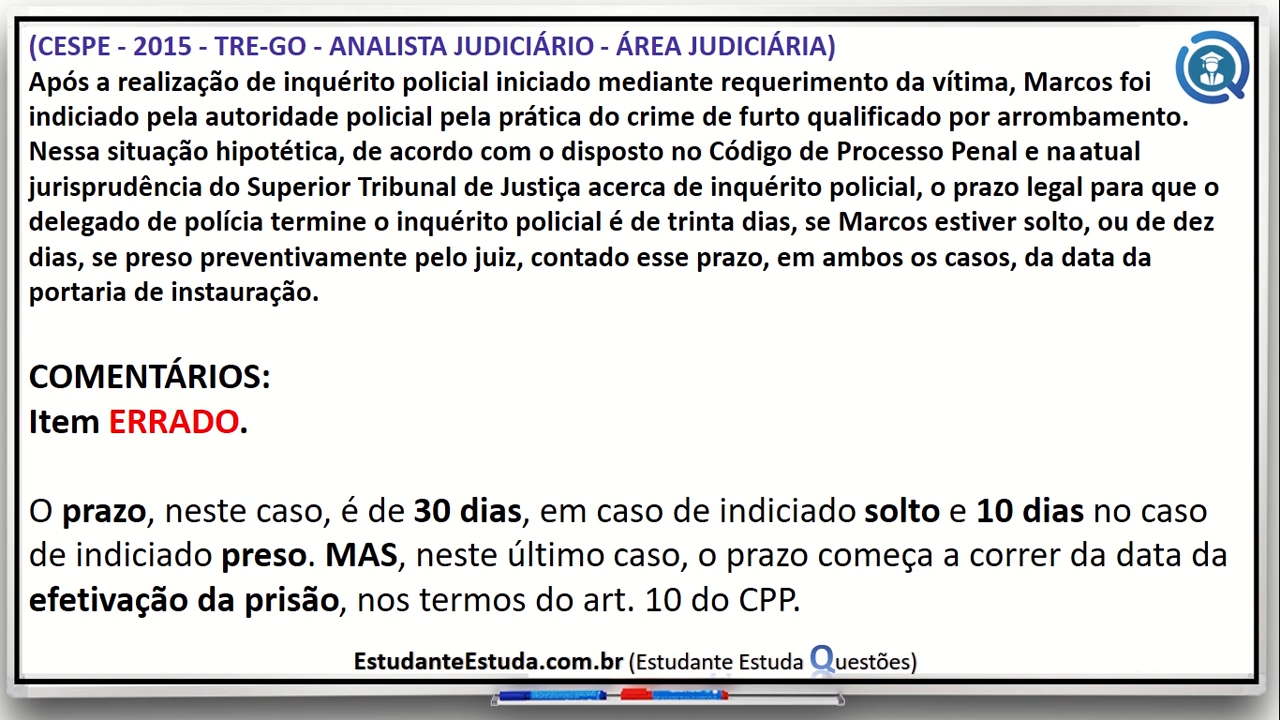 (CESPE - 2015 - TRE-GO - ANALISTA JUDICIÁRIO - ÁREA JUDICIÁRIA)
Após a realização de inquérito policial iniciado mediante requerimento da vítima, Marcos foi
indiciado pela autoridade policial pela prática do crime de furto qualificado por arrombamento.
Nessa situação hipotética, de acordo com o disposto no Código de Processo Penal e na atual
jurisprudência do Superior Tribunal de Justiça acerca de inquérito policial, o prazo legal para que o
delegado de polícia termine o inquérito policial é de trinta dias, se Marcos estiver solto, ou de dez
dias, se preso preventivamente pelo juiz, contado esse prazo, em ambos os casos, da data da
portaria de instauração.
COMENTÁRIOS:
Item ERRADO.
O prazo, neste caso, é de 30 dias, em caso de indiciado solto e 10 dias no caso
de indiciado preso. MAS, neste último caso, o prazo começa a correr da data da
efetivação da prisão, nos termos do art. 10 do CPP.
EstudanteEstuda.com.br (Estudante Estuda Questões)